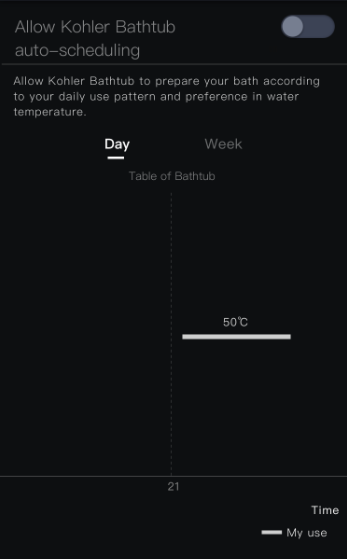 Allow Kohler Bathtub
auto-scheduling
Allow Kohler Bathtub to prepare your bath according
to your daily use pattern and preference in water
temperature.
Day Week
Table of Bathtub
50℃
21
Time
My use